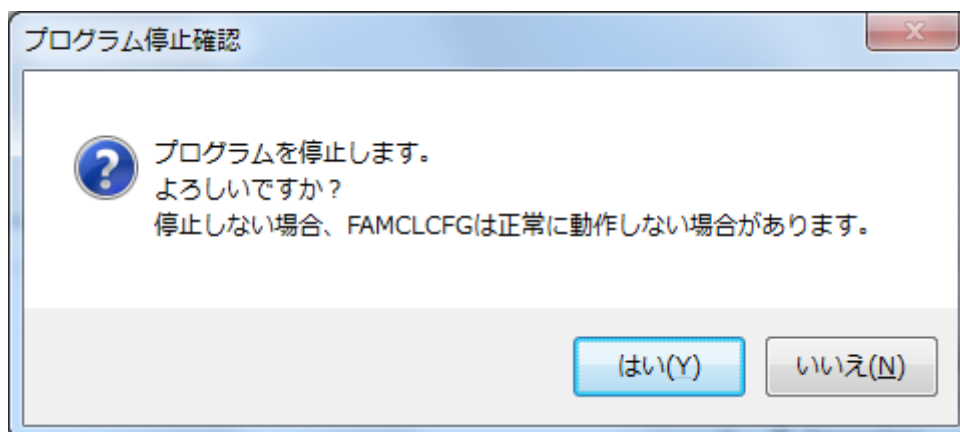 プログラム停止確認
プログラムを停止します。
よろしいですか？
停止しない場合、FAMCLCFGは正常に動作しない場合があります。
はい(Y)
いいえ(N)